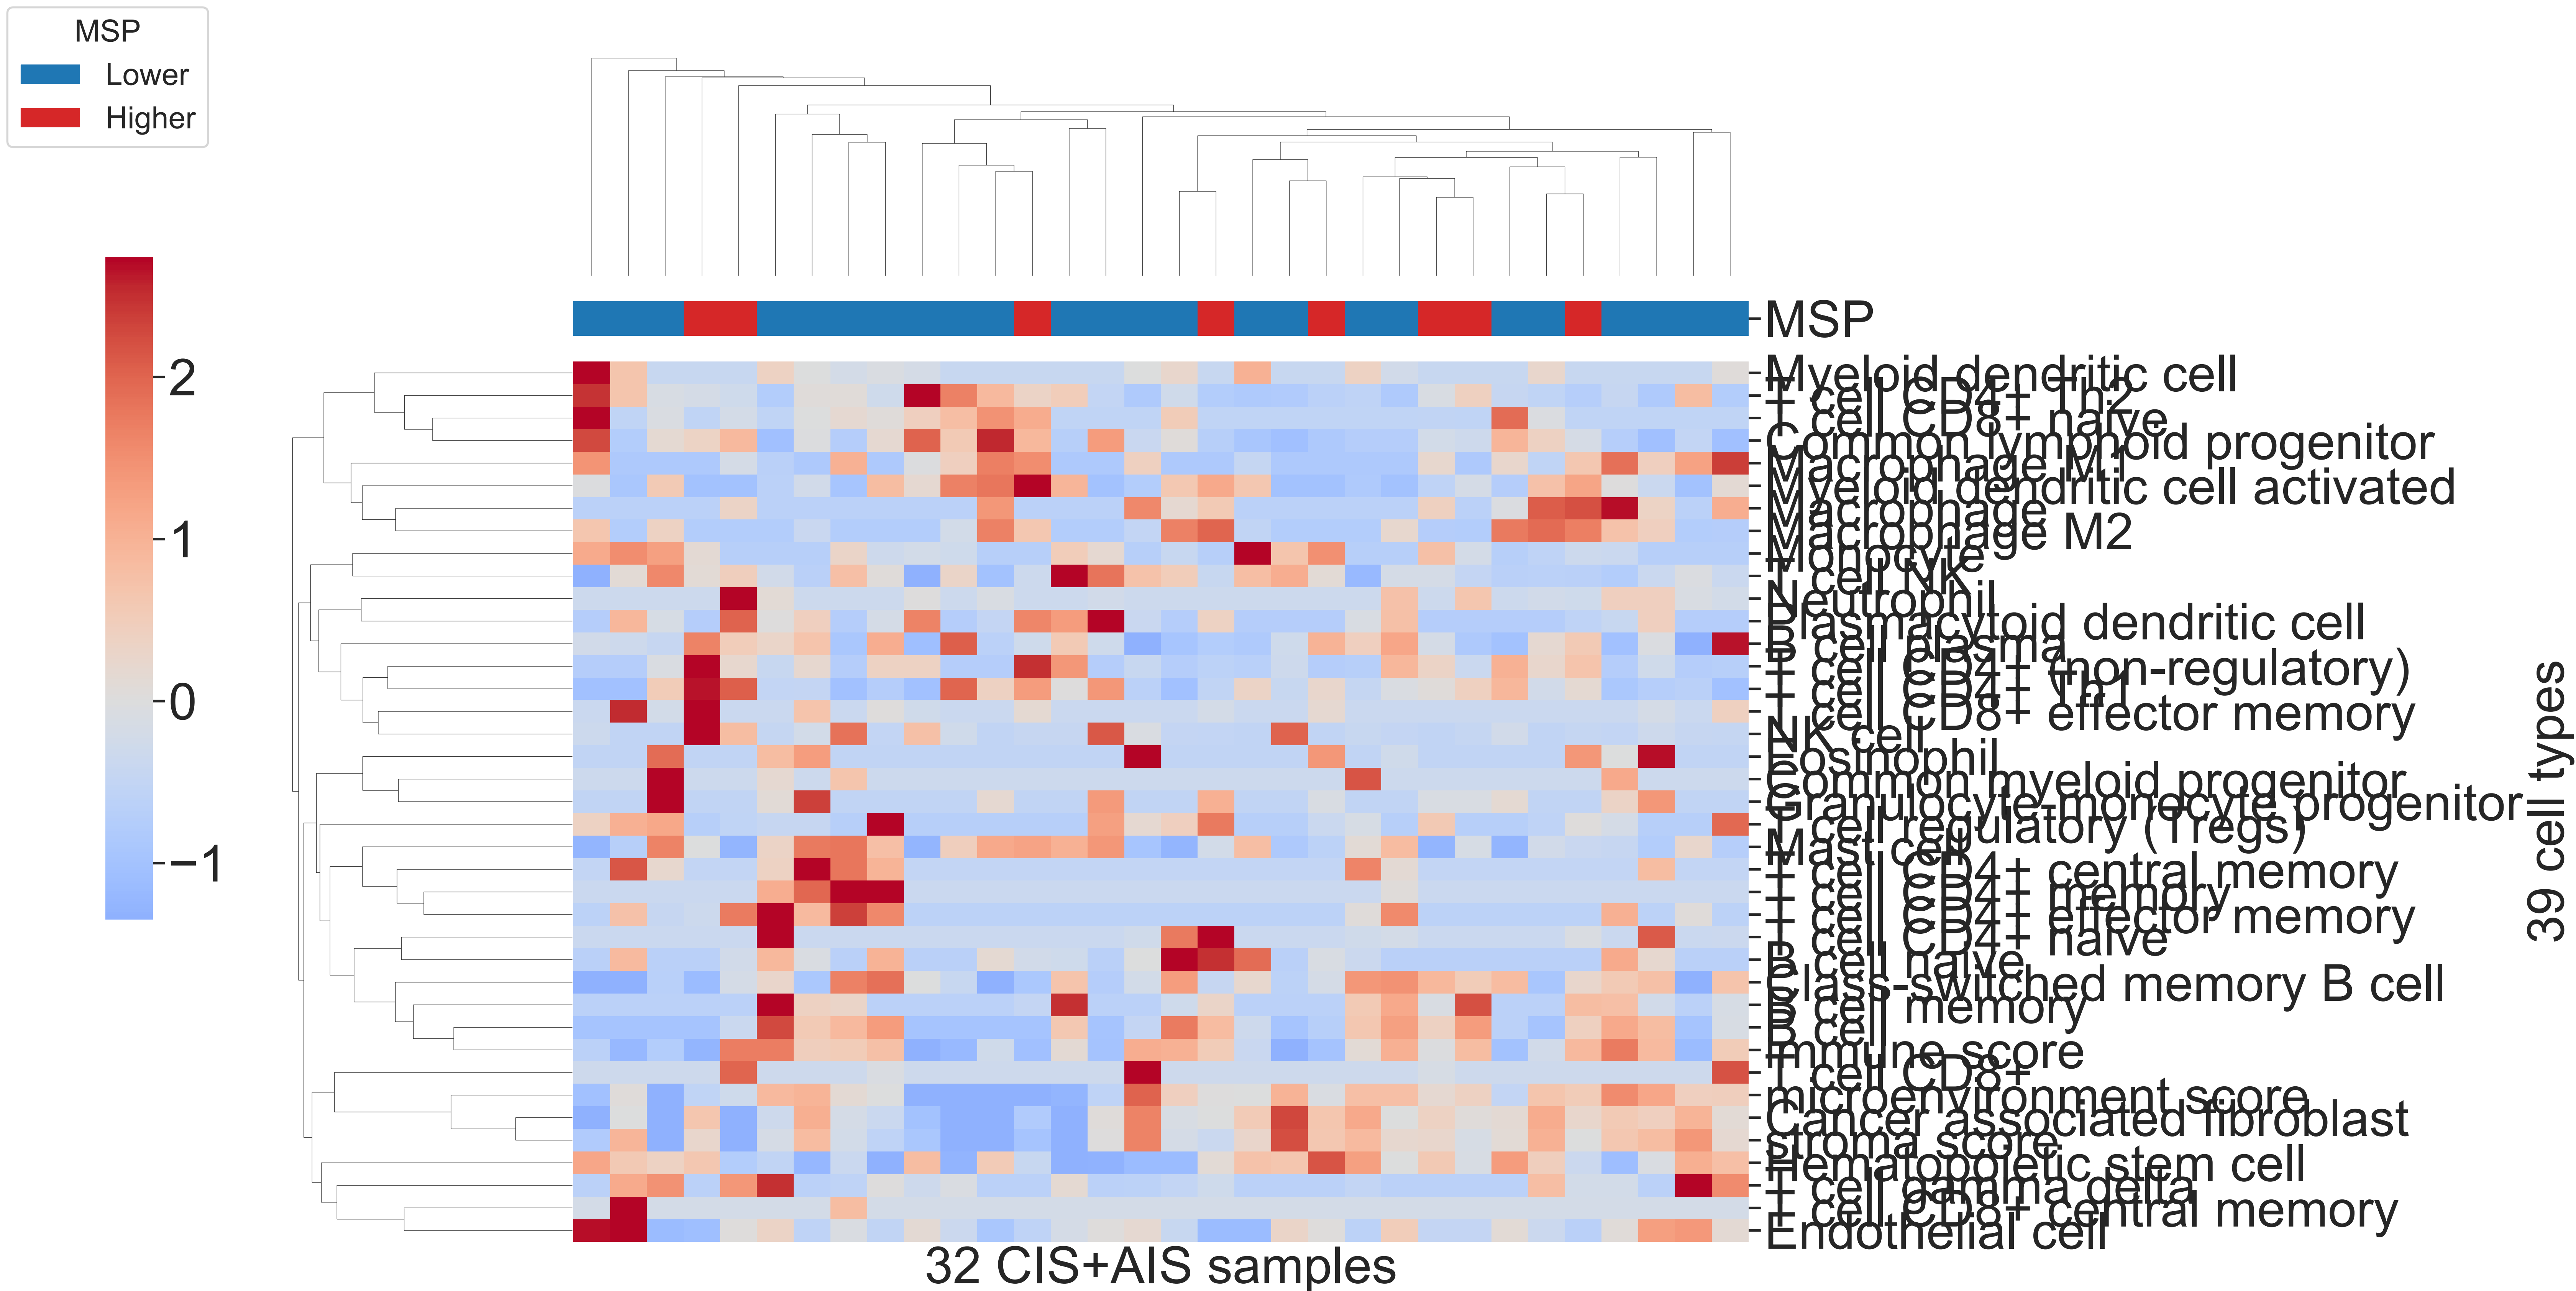 MSP
Lower
Higher
2
1
0
−1
MSP
Myeloid dendritic cell
T cell CD4+ Th2
T cell CD8+ naive
Common lymphoid progenitor
Macrophage M1
Myeloid dendritic cell activated
Macrophage
Macrophage M2
Monocyte
T cell NK
Neutrophil
Plasmacytoid dendritic cell
B cell plasma
T cell CD4+ (non-regulatory)
T cell CD4+ Th1
T cell CD8+ effector memory
NK cell
Eosinophil
Common myeloid progenitor
Granulocyte-monocyte progenitor
T cell regulatory (Tregs)
Mast cell
T cell CD4+ central memory
T cell CD4+ memory
T cell CD4+ effector memory
T cell CD4+ naive
B cell naive
Class-switched memory B cell
B cell memory
B cell
immune score
T cell CD8+
microenvironment score
Cancer associated fibroblast
stroma score
Hematopoietic stem cell
T cell gamma delta
T cell CD8+ central memory
Endothelial cell
39 cell types
32 CIS+AIS samples